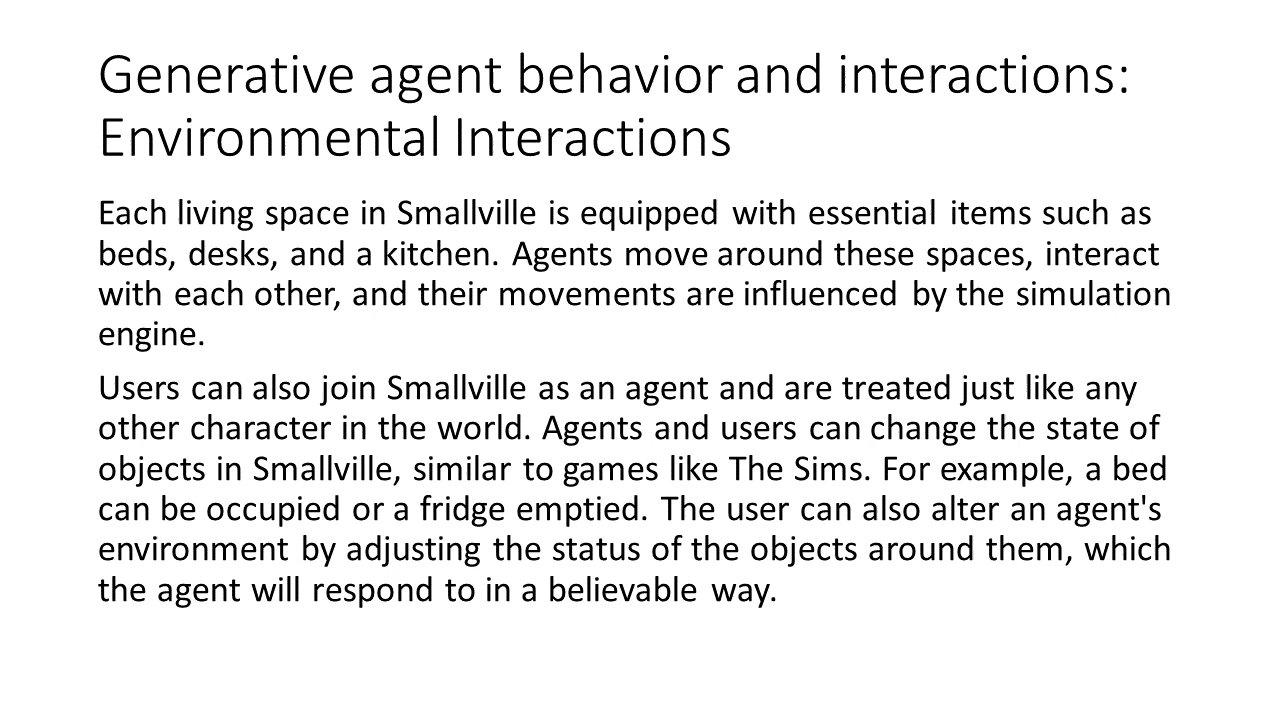 Generative agent behavior and interactions:
Environmental Interactions
Each living space in Smallville is equipped with essential items such as
beds, desks, and a kitchen. Agents move around these spaces, interact
with each other, and their movements are influenced by the simulation
engine.
Users can also join Smallville as an agent and are treated just like any
other character in the world. Agents and users can change the state of
objects in Smallville, similar to games like The Sims. For example, a bed
can be occupied or a fridge emptied. The user can also alter an agent's
environment by adjusting the status of the objects around them, which
the agent will respond to in a believable way.